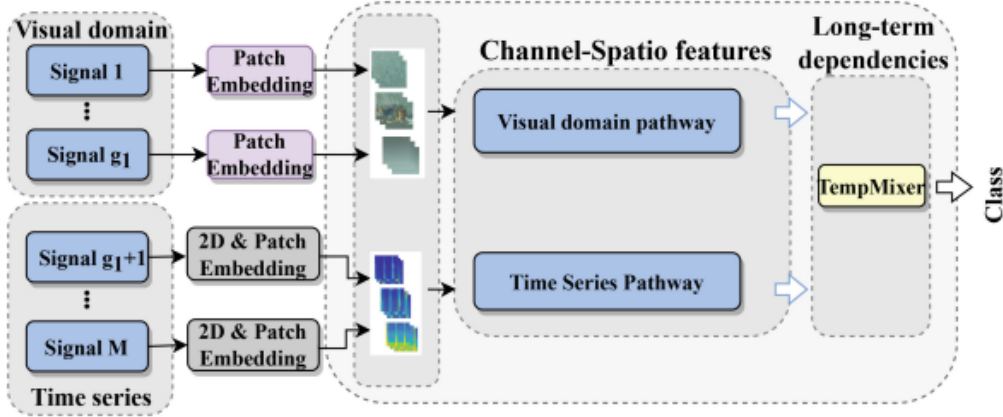 Visual domain
Signal 1
⋮
Signal g₁
Patch
Embedding
Patch
Embedding
Signal g₁+1
⋮
Signal M
Time series
2D & Patch
Embedding
2D & Patch
Embedding
Channel-Spatio features
Visual domain pathway
Time Series Pathway
Long-term
dependencies
TempMixer
Class